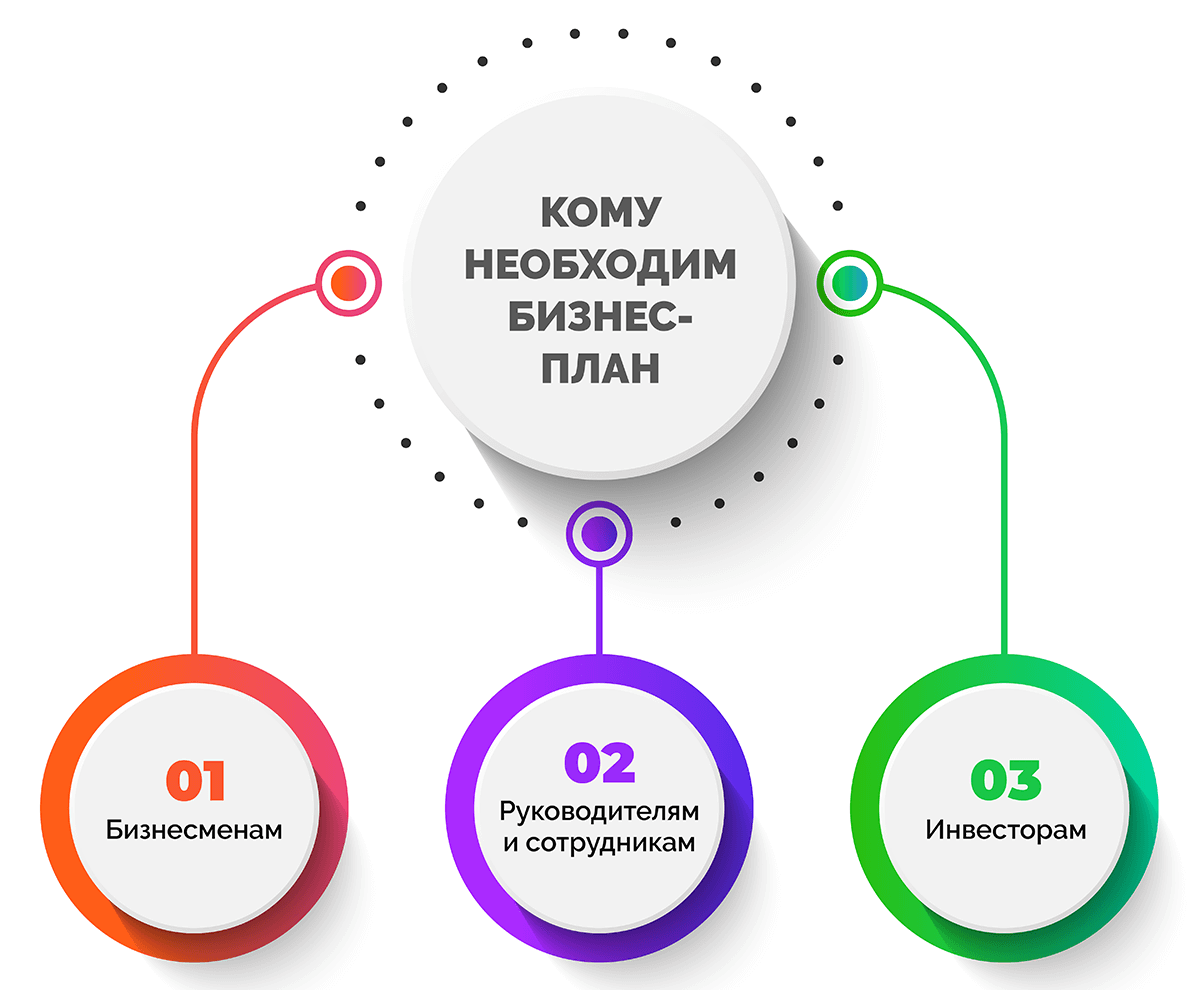 КОМУ
НЕОБХОДИМ
БИЗНЕС-
ПЛАН
01
Бизнесменам
02
Руководителям
и сотрудникам
03
Инвесторам